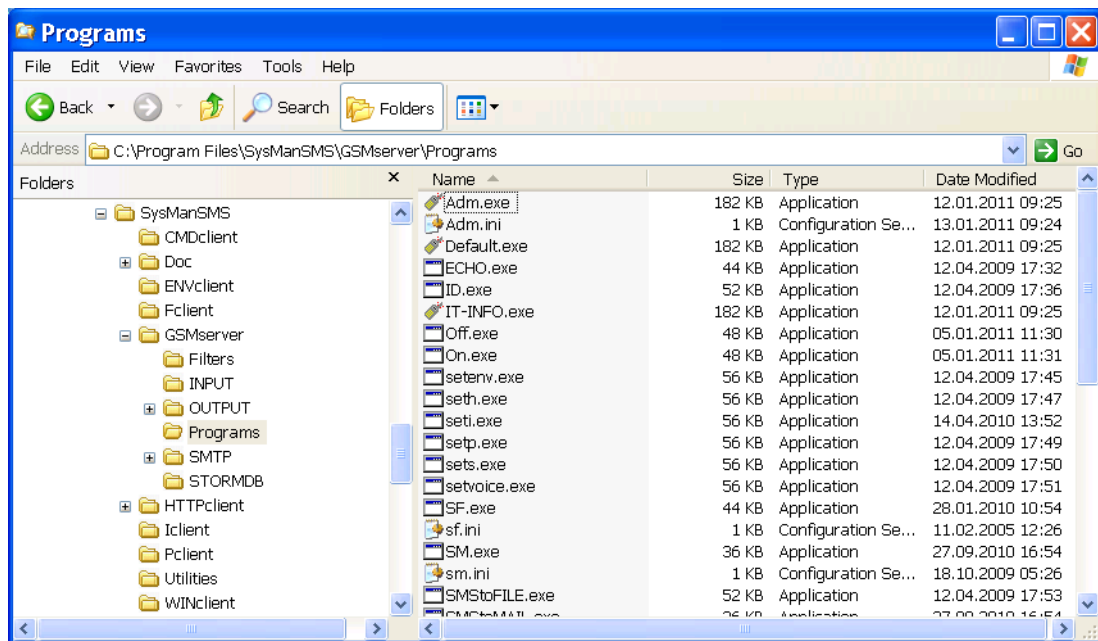 Programs
File Edit View Favorites Tools Help
Back Search Folders
Address C:\Program Files\SysManSMS\GSMserver\Programs Go
Folders x
SysManSMS
CMDclient
Doc
ENVclient
Fclient
GSMserver
Filters
INPUT
OUTPUT
Programs
SMTP
STORMDB
HTTPclient
Iclient
Pclient
Utilities
WINclient
Name Size Type Date Modified
Adm.exe 182 KB Application 12.01.2011 09:25
Adm.ini 1 KB Configuration Se... 13.01.2011 09:24
Default.exe 182 KB Application 12.01.2011 09:25
ECHO.exe 44 KB Application 12.04.2009 17:32
ID.exe 52 KB Application 12.04.2009 17:36
IT-INFO.exe 182 KB Application 12.01.2011 09:25
Off.exe 48 KB Application 05.01.2011 11:30
On.exe 48 KB Application 05.01.2011 11:31
setenv.exe 56 KB Application 12.04.2009 17:45
seth.exe 56 KB Application 12.04.2009 17:47
seti.exe 56 KB Application 14.04.2010 13:52
setp.exe 56 KB Application 12.04.2009 17:49
sets.exe 56 KB Application 12.04.2009 17:50
setvoice.exe 56 KB Application 12.04.2009 17:51
SF.exe 44 KB Application 28.01.2010 10:54
sf.ini 1 KB Configuration Se... 11.02.2005 12:26
SM.exe 36 KB Application 27.09.2010 16:54
sm.ini 1 KB Configuration Se... 18.10.2009 05:26
SMStoFILE.exe 52 KB Application 12.04.2009 17:53
SMStoMAIL.exe 36 KB Application 27.09.2010 16:54